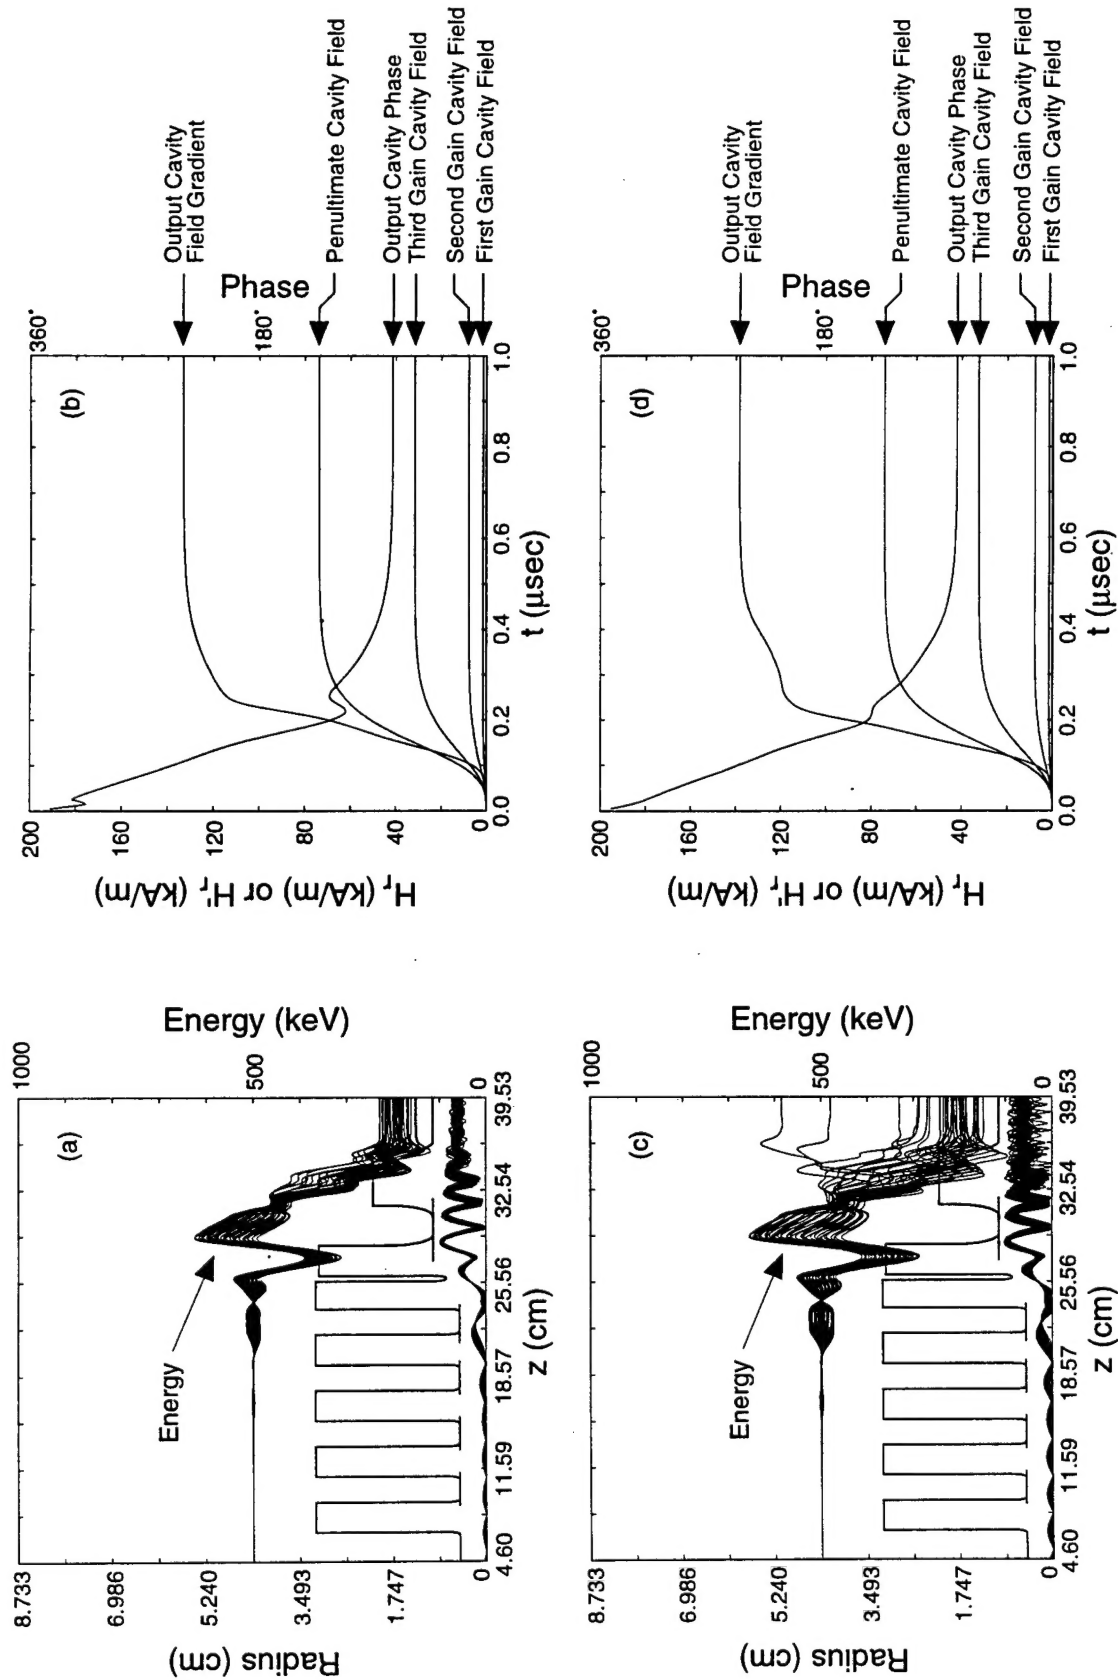 (a)
Radius (cm)
8.733
6.986
5.240
3.493
1.747
0
Energy
Energy (keV)
1000
500
0
4.60
11.59
18.57
25.56
32.54
39.53
z (cm)
(b)
H_r (kA/m) or H'_r (kA/m)
200
160
120
80
40
0
0.0
0.2
0.4
0.6
0.8
1.0
t (μsec)
360°
180°
Phase
Output Cavity
Field Gradient
Penultimate Cavity Field
Output Cavity Phase
Third Gain Cavity Field
Second Gain Cavity Field
First Gain Cavity Field
(c)
Radius (cm)
8.733
6.986
5.240
3.493
1.747
0
Energy
Energy (keV)
1000
500
0
4.60
11.59
18.57
25.56
32.54
39.53
z (cm)
(d)
H_r (kA/m) or H'_r (kA/m)
200
160
120
80
40
0
0.0
0.2
0.4
0.6
0.8
1.0
t (μsec)
360°
180°
Phase
Output Cavity
Field Gradient
Penultimate Cavity Field
Output Cavity Phase
Third Gain Cavity Field
Second Gain Cavity Field
First Gain Cavity Field